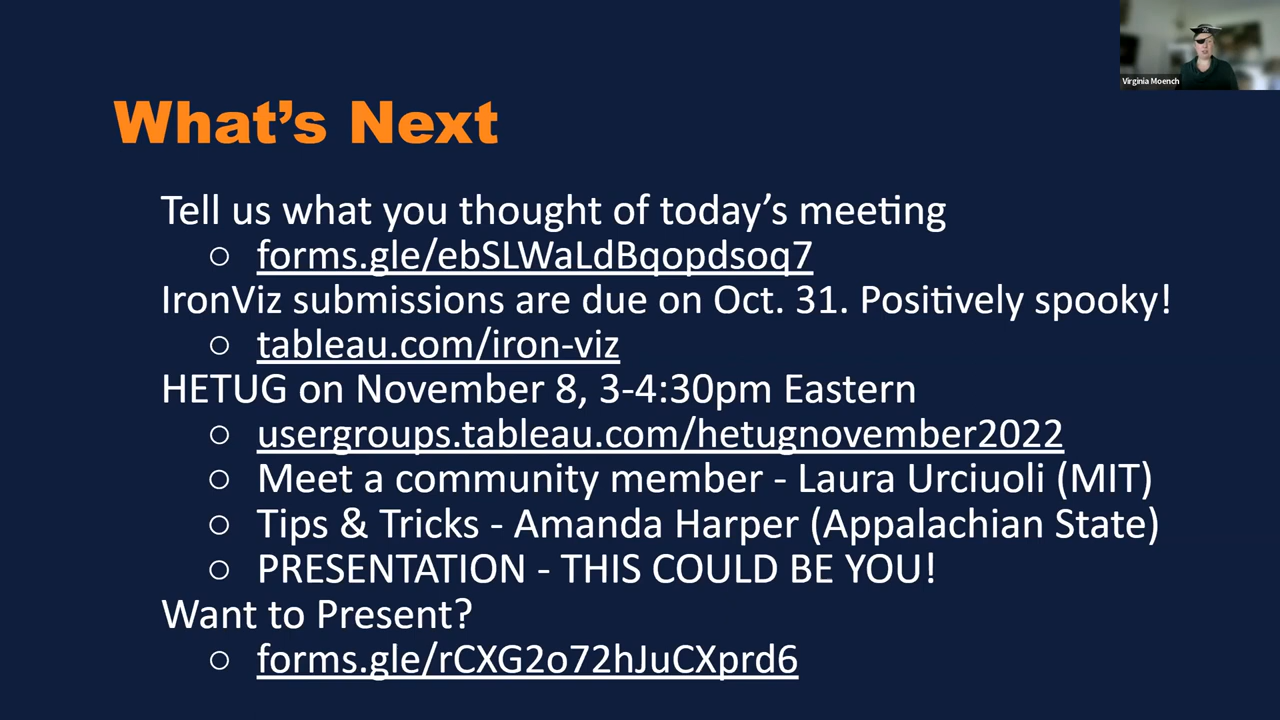 Virginia Moench
What's Next
Tell us what you thought of today's meeting
○ forms.gle/ebSLWaLdBqopdsoq7
IronViz submissions are due on Oct. 31. Positively spooky!
○ tableau.com/iron-viz
HETUG on November 8, 3-4:30pm Eastern
○ usergroups.tableau.com/hetugnovember2022
○ Meet a community member - Laura Urciuoli (MIT)
○ Tips & Tricks - Amanda Harper (Appalachian State)
○ PRESENTATION - THIS COULD BE YOU!
Want to Present?
○ forms.gle/rCXG2o72hJuCXprd6